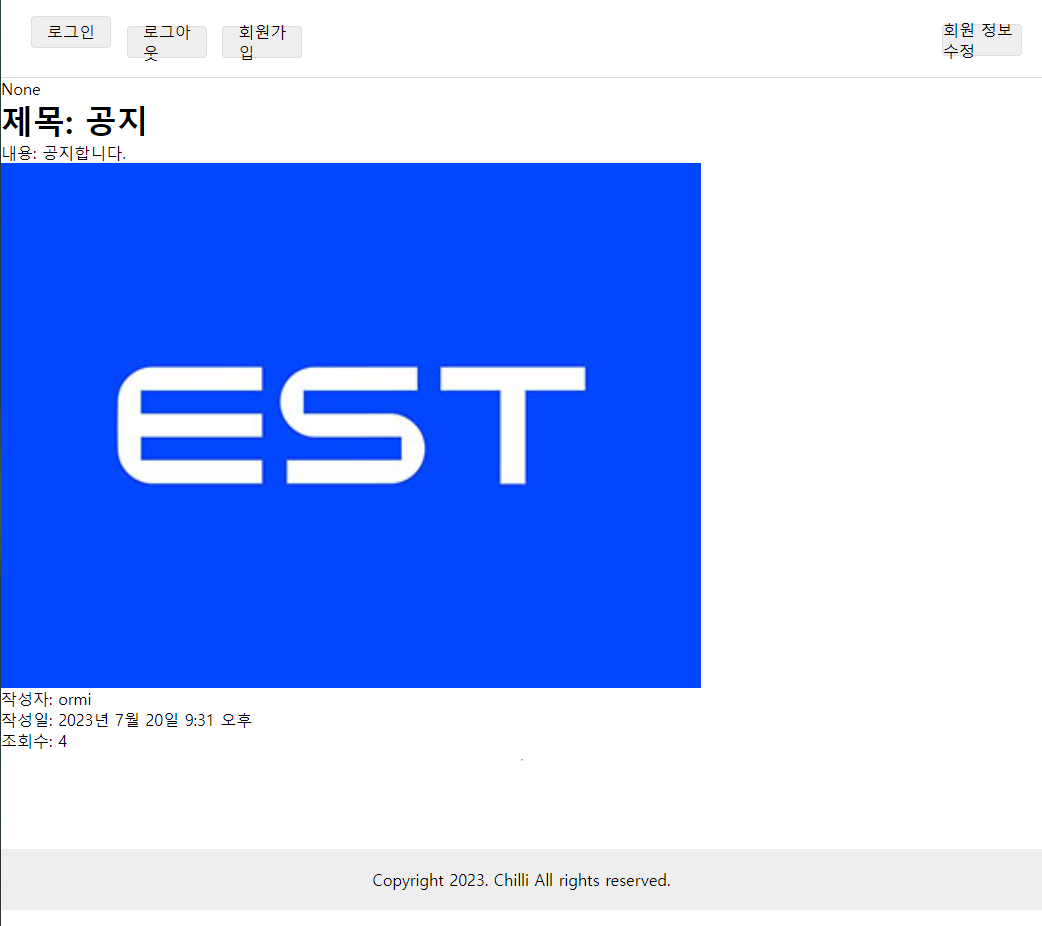 로그인
로그아
웃
회원가
입
회원 정보
수정
None
제목: 공지
내용: 공지합니다.
EST
작성자: ormi
작성일: 2023년 7월 20일 9:31 오후
조회수: 4
Copyright 2023. Chilli All rights reserved.